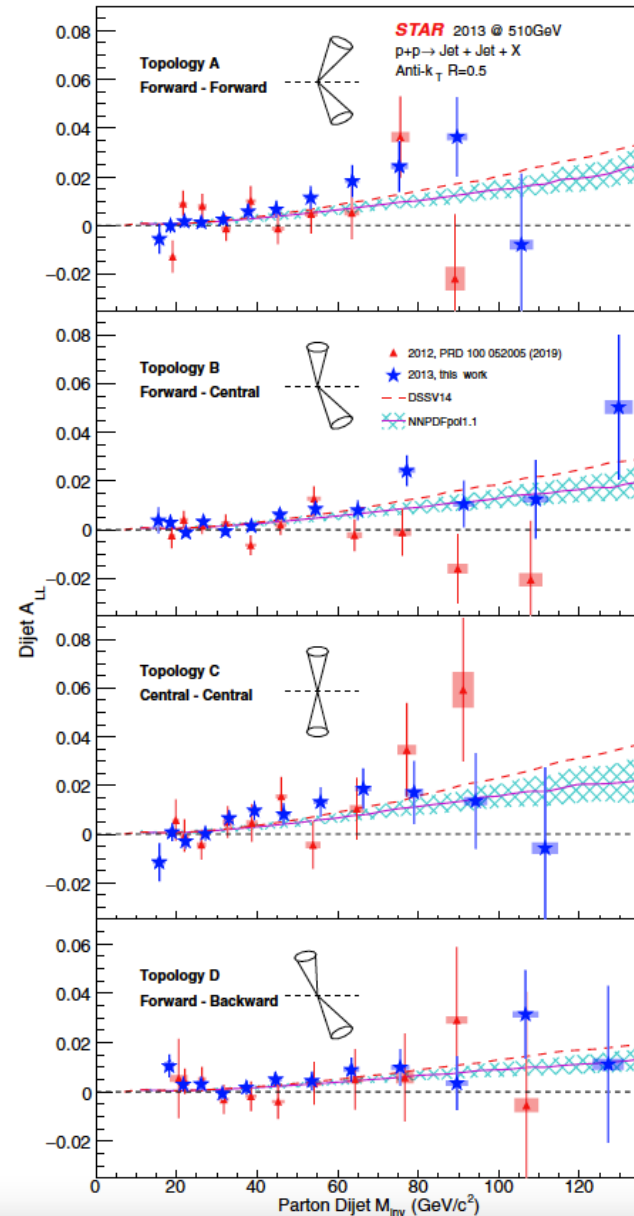 STAR 2013 @ 510GeV
p+p→ Jet + Jet + X
Anti-k_T R=0.5
Topology A
Forward - Forward
0.08
0.06
0.04
0.02
0
−0.02
Topology B
Forward - Central
2012, PRD 100 052005 (2019)
2013, this work
DSSV14
NNPDFpol1.1
0.08
0.06
0.04
0.02
0
−0.02
Dijet A_LL
Topology C
Central - Central
0.08
0.06
0.04
0.02
0
−0.02
Topology D
Forward - Backward
0.06
0.04
0.02
0
−0.02
0 20 40 60 80 100 120
Parton Dijet M_inv (GeV/c²)